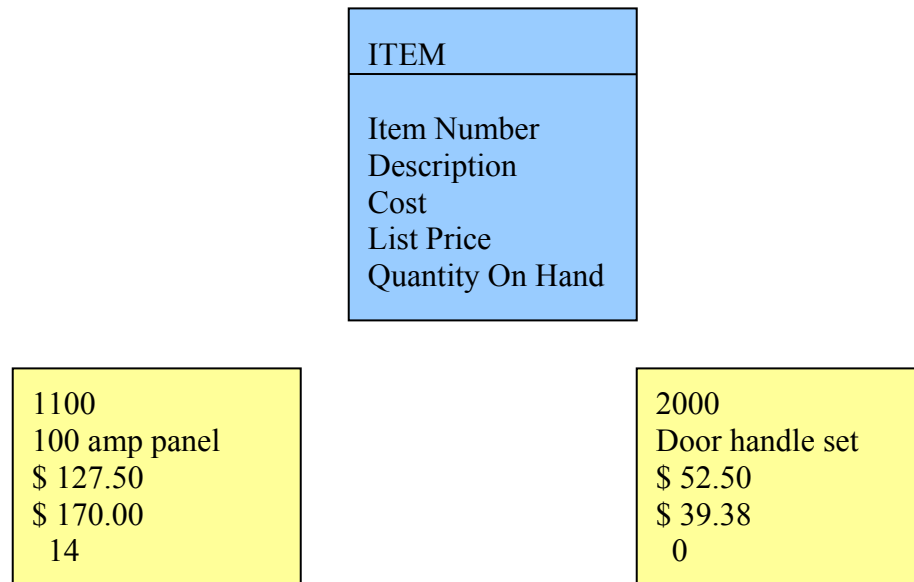 ITEM
Item Number
Description
Cost
List Price
Quantity On Hand
1100
100 amp panel
$ 127.50
$ 170.00
14
2000
Door handle set
$ 52.50
$ 39.38
0